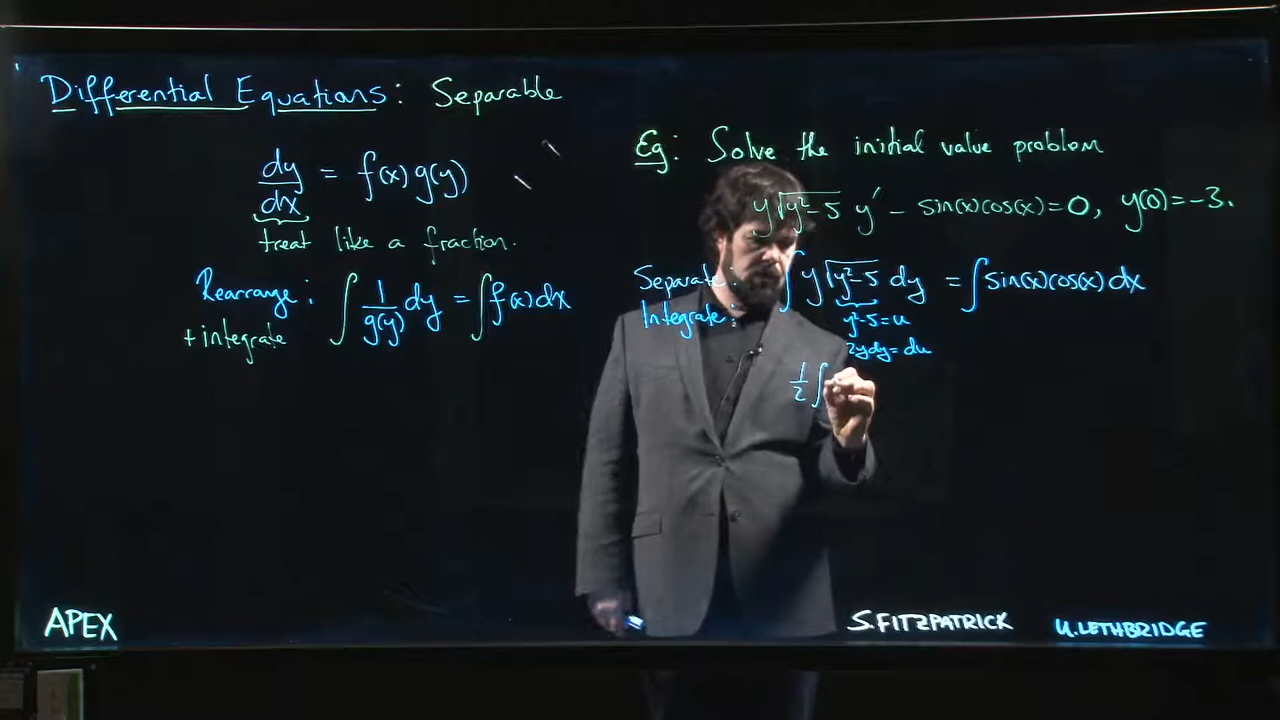 Differential Equations: Separable
dy/dx = f(x)g(y)
treat like a fraction.
Rearrange: ∫ 1/g(y) dy = ∫ f(x)dx
+ integrate
Eg: Solve the initial value problem
y√(y²-5) y' - sin(x)cos(x) = 0, y(0) = -3.
Separate: ∫ y√(y²-5) dy = ∫ sin(x)cos(x) dx
Integrate:
y²-5 = u
2ydy = du
1/2 ∫
APEX
S.FITZPATRICK
U.LETHBRIDGE